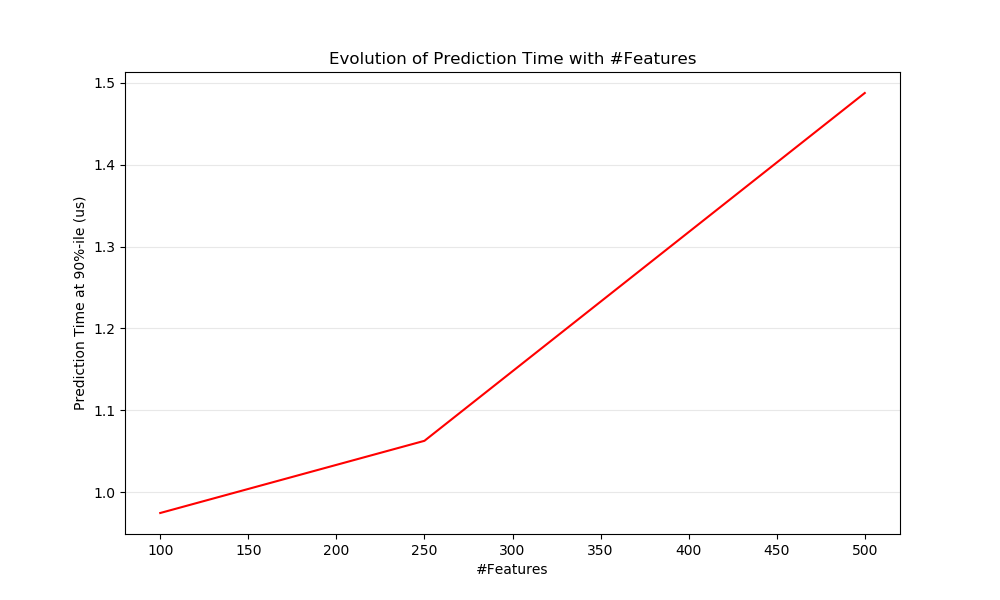 Evolution of Prediction Time with #Features
Prediction Time at 90%-ile (us)
1.5
1.4
1.3
1.2
1.1
1.0
100 150 200 250 300 350 400 450 500
#Features